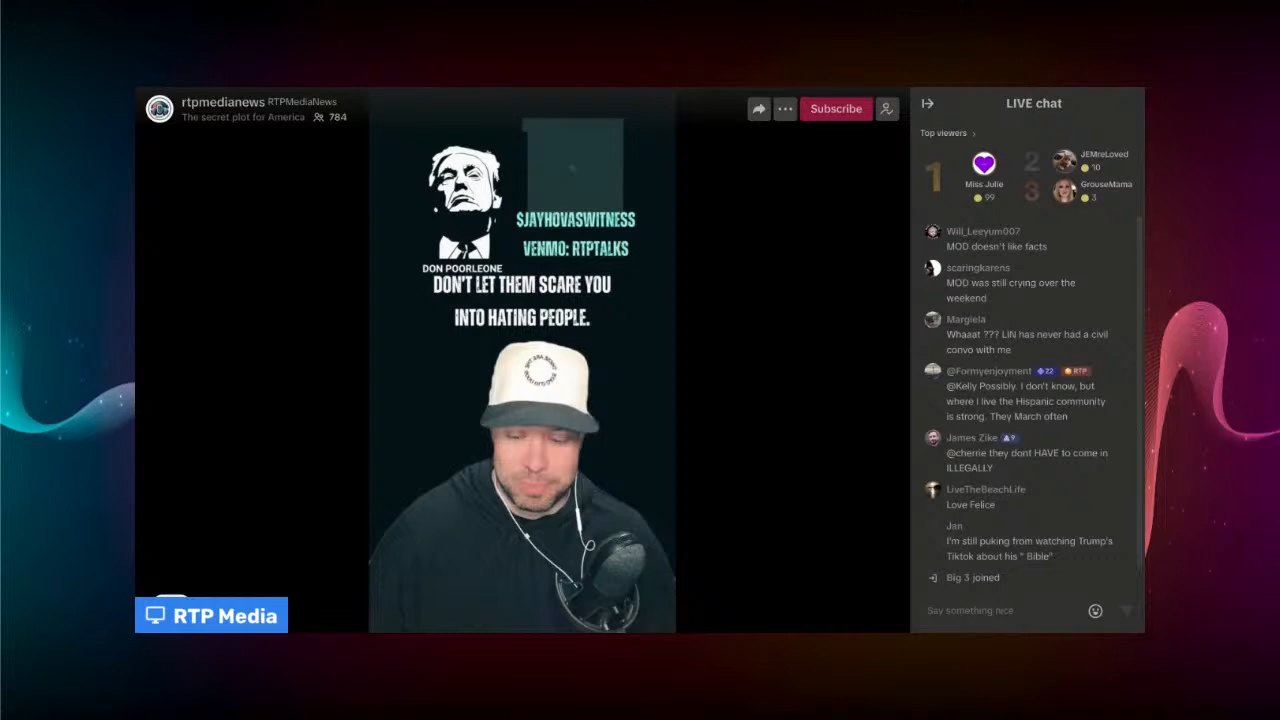 rtpmedianews RTPMediaNews
The secret plot for America 784
Subscribe
LIVE chat
Top viewers
1
Miss Julie
99
2
JEMreLoved
10
3
GrouseMama
3
$JAYHOVASWITNESS
VENMO: RTPTALKS
DON POORLEONE
DON'T LET THEM SCARE YOU
INTO HATING PEOPLE.
Will_Leeyum007
MOD doesn't like facts
scaringkarens
MOD was still crying over the
weekend
Margiela
Whaaat ??? LIN has never had a civil
convo with me
@Formyenjoyment 22 RTP
@Kelly Possibly. I don't know, but
where I live the Hispanic community
is strong. They March often
James Zike 9
@cherrie they dont HAVE to come in
ILLEGALLY
LiveTheBeachLife
Love Felice
Jan
I'm still puking from watching Trump's
Tiktok about his " Bible"
Big 3 joined
Say something nice
RTP Media